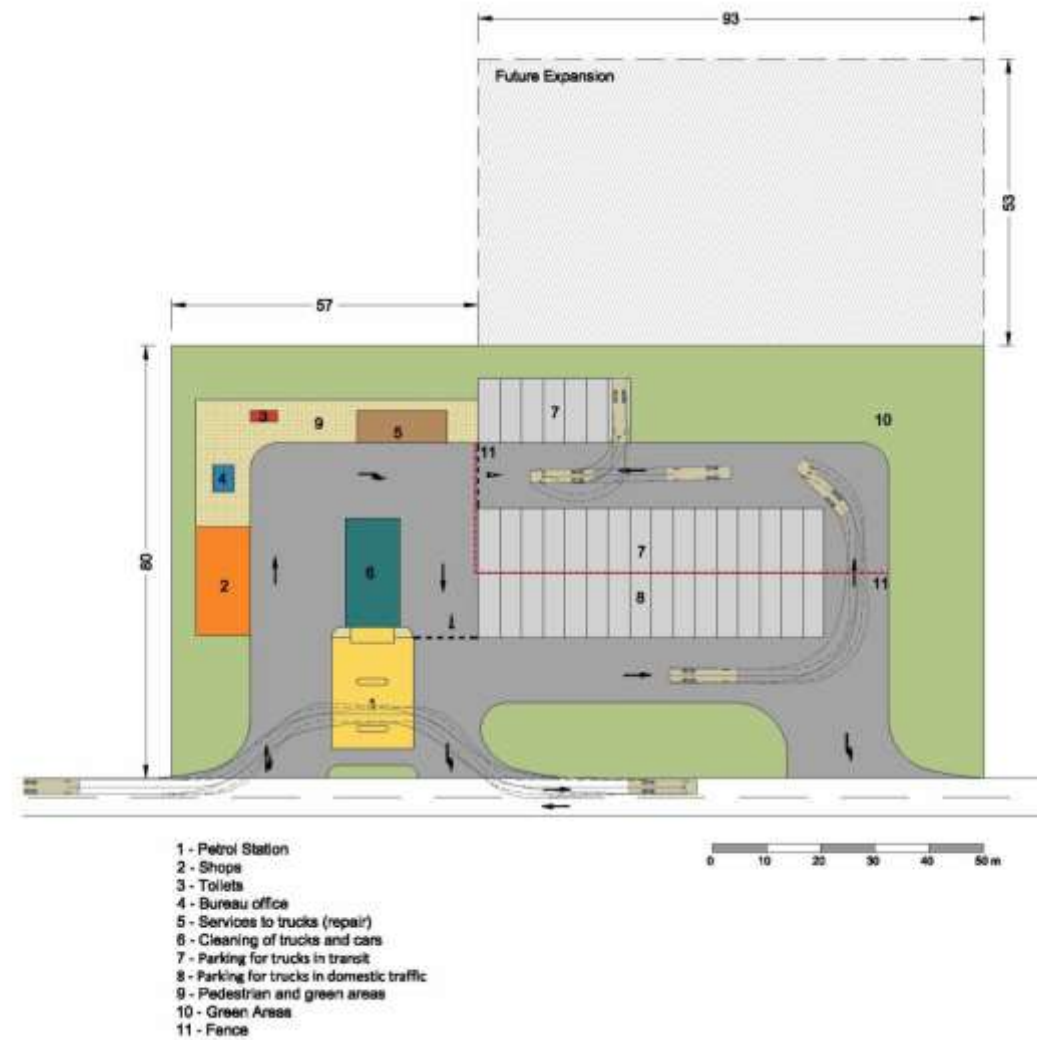 93
Future Expansion
53
57
7
3
9
5
10
11
4
80
7
2
6
11
8
1
1 - Petrol Station
2 - Shops
3 - Toilets
4 - Bureau office
5 - Services to trucks (repair)
6 - Cleaning of trucks and cars
7 - Parking for trucks in transit
8 - Parking for trucks in domestic traffic
9 - Pedestrian and green areas
10 - Green Areas
11 - Fence
0 10 20 30 40 50 m